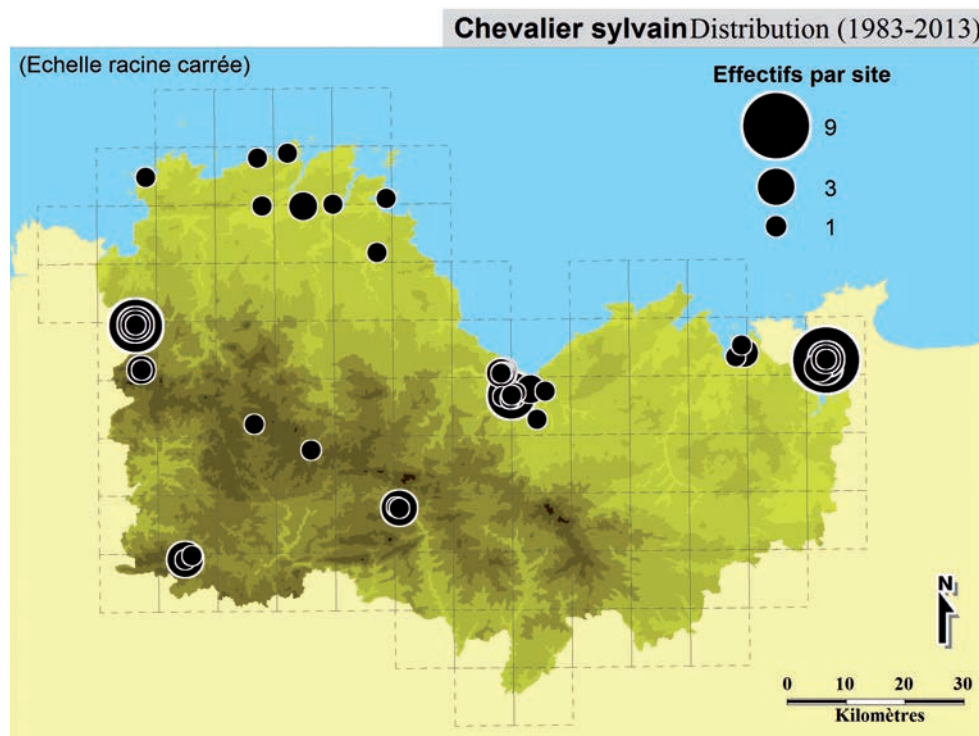 Chevalier sylvain Distribution (1983-2013)
(Echelle racine carrée)
Effectifs par site
9
3
1
N
0 10 20 30
Kilomètres